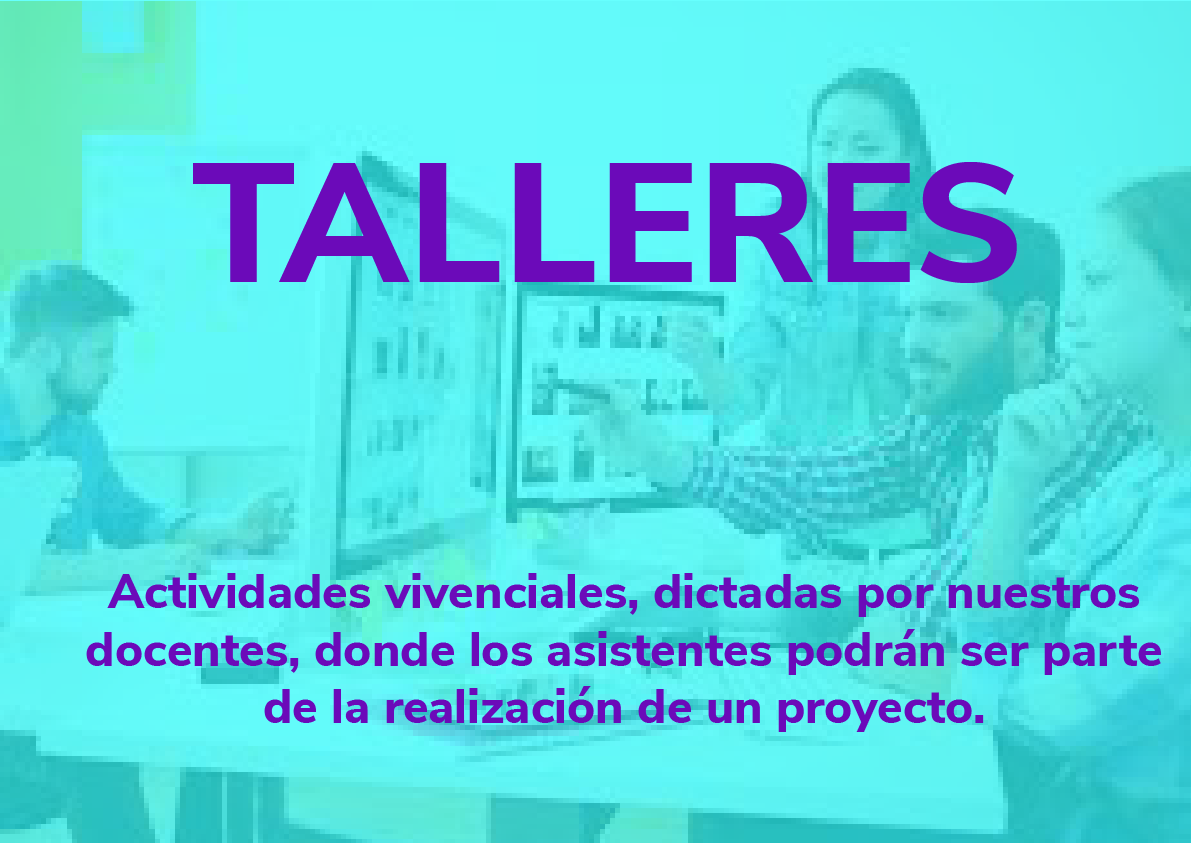 TALLERES
Actividades vivenciales, dictadas por nuestros
docentes, donde los asistentes podrán ser parte
de la realización de un proyecto.